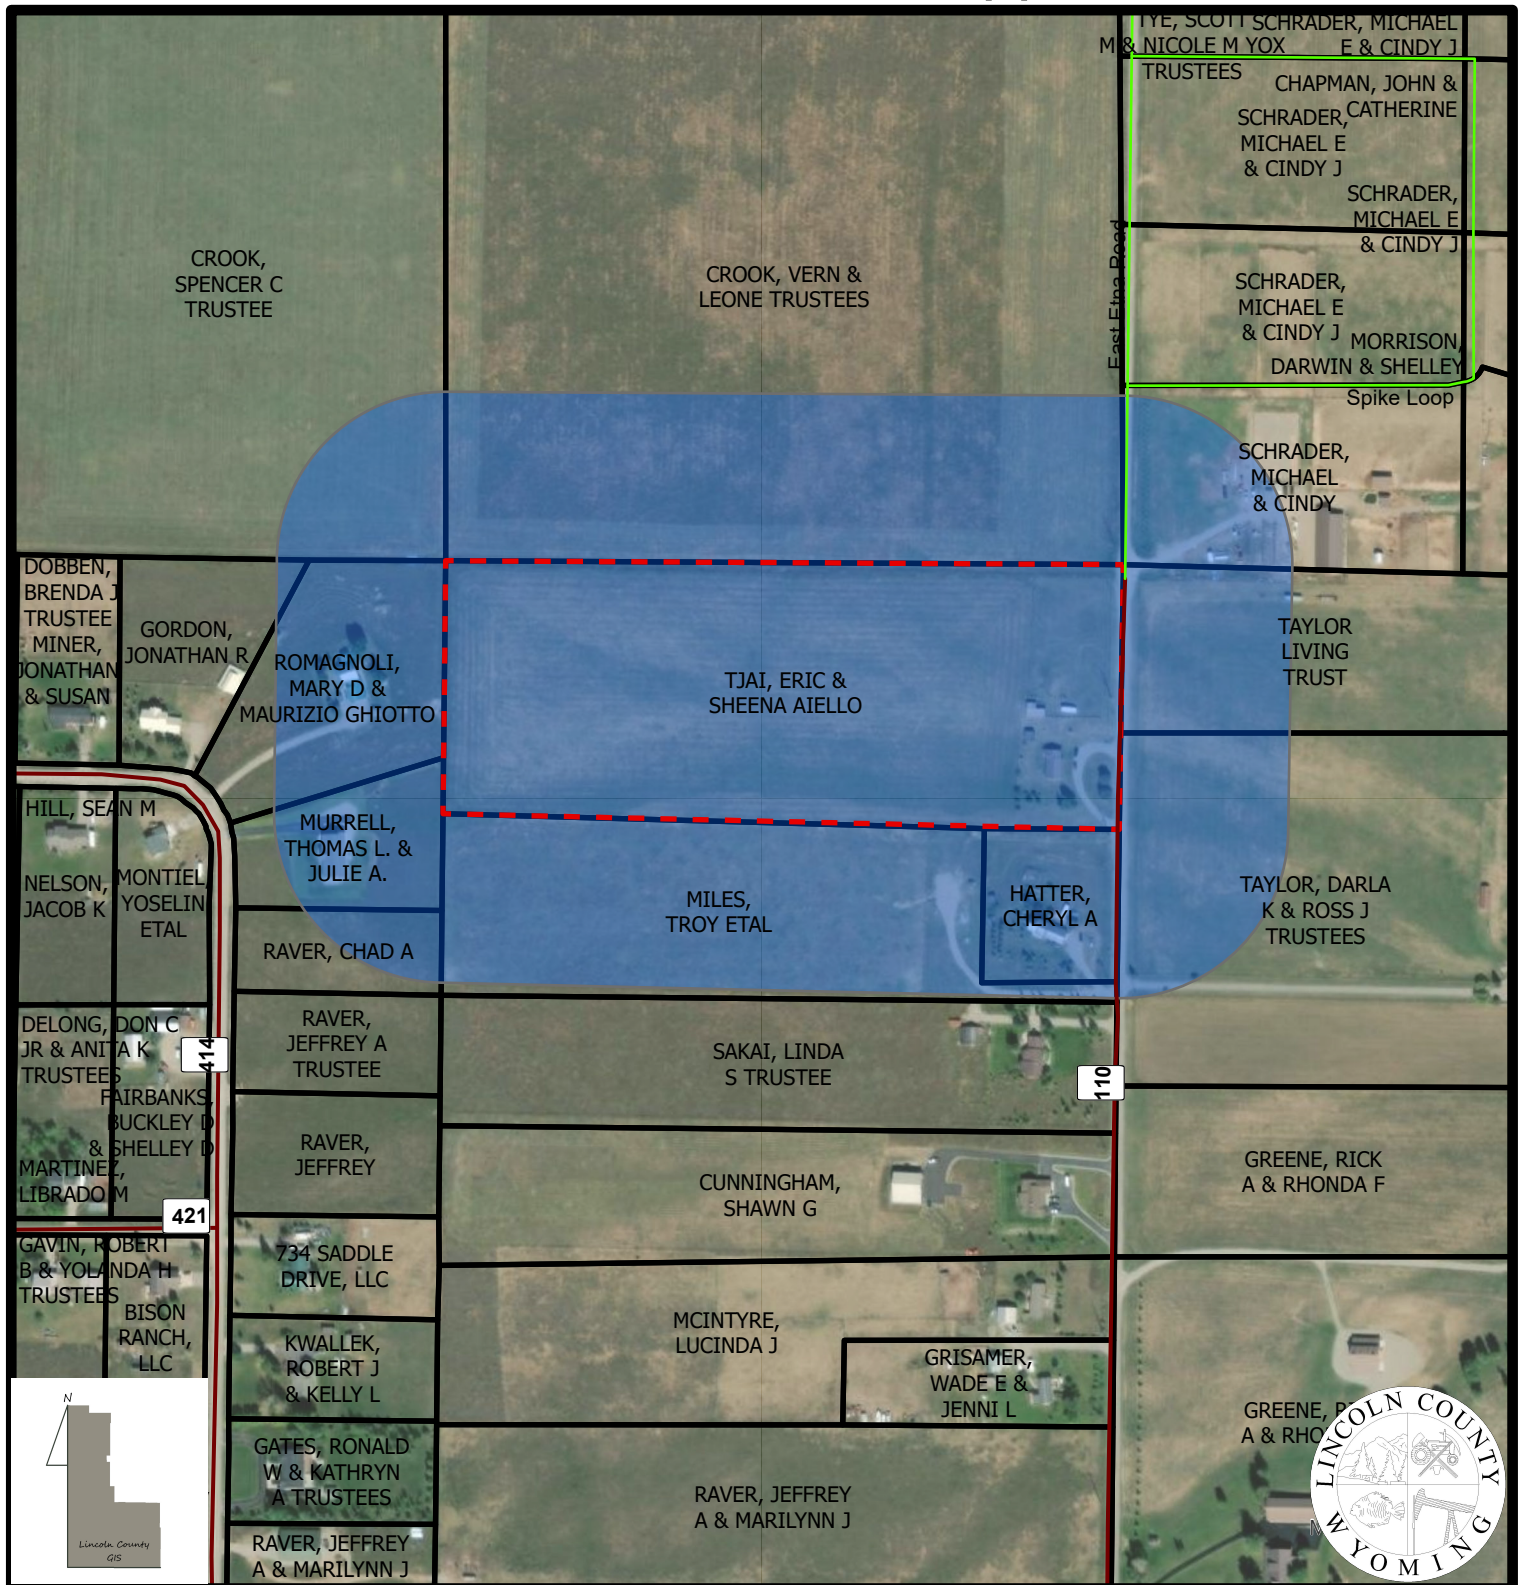 TYE, SCOTT
M & NICOLE M YOX
TRUSTEES
SCHRADER, MICHAEL
E & CINDY J
CHAPMAN, JOHN &
CATHERINE
SCHRADER,
MICHAEL E
& CINDY J
SCHRADER,
MICHAEL E
& CINDY J
CROOK,
SPENCER C
TRUSTEE
CROOK, VERN &
LEONE TRUSTEES
East Etna Road
SCHRADER,
MICHAEL E
& CINDY J
MORRISON,
DARWIN & SHELLEY
Spike Loop
SCHRADER,
MICHAEL
& CINDY
DOBBEN,
BRENDA J
TRUSTEE
MINER,
JONATHAN
& SUSAN
GORDON,
JONATHAN R
ROMAGNOLI,
MARY D &
MAURIZIO GHIOTTO
TJAI, ERIC &
SHEENA AIELLO
TAYLOR
LIVING
TRUST
HILL, SEAN M
MURRELL,
THOMAS L. &
JULIE A.
NELSON,
JACOB K
MONTIEL,
YOSELIN
ETAL
MILES,
TROY ETAL
HATTER,
CHERYL A
TAYLOR, DARLA
K & ROSS J
TRUSTEES
RAVER, CHAD A
DELONG, DON C
JR & ANITA K
TRUSTEES
414
RAVER,
JEFFREY A
TRUSTEE
SAKAI, LINDA
S TRUSTEE
110
FAIRBANKS,
BUCKLEY D
& SHELLEY D
MARTINEZ,
LIBRADO M
RAVER,
JEFFREY
CUNNINGHAM,
SHAWN G
GREENE, RICK
A & RHONDA F
421
GAVIN, ROBERT
B & YOLANDA H
TRUSTEES
BISON
RANCH,
LLC
734 SADDLE
DRIVE, LLC
MCINTYRE,
LUCINDA J
KWALLEK,
ROBERT J
& KELLY L
GRISAMER,
WADE E &
JENNI L
GREENE,
A & RHO
GATES, RONALD
W & KATHRYN
A TRUSTEES
RAVER, JEFFREY
A & MARILYNN J
RAVER, JEFFREY
A & MARILYNN J
N
Lincoln County
GIS
LINCOLN COUNTY
WYOMING